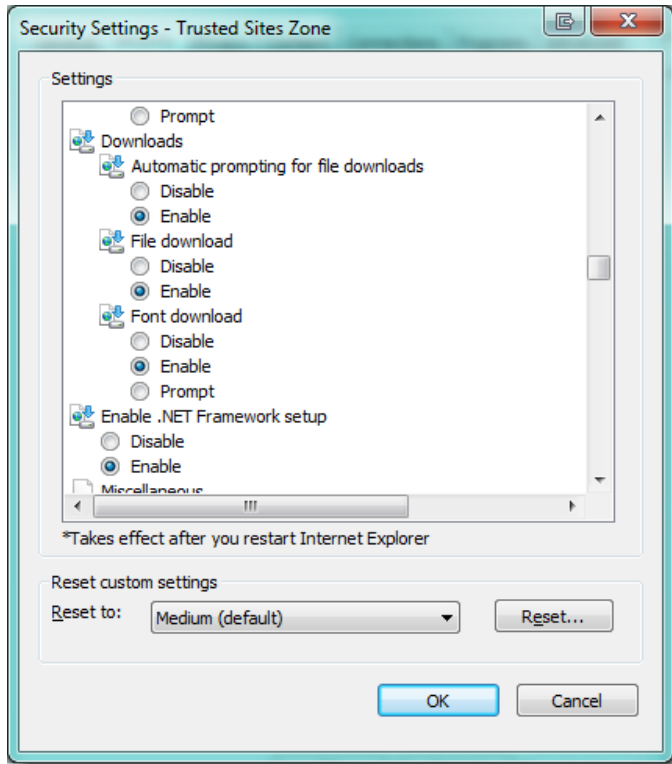 Security Settings - Trusted Sites Zone
Settings
Prompt
Downloads
Automatic prompting for file downloads
Disable
Enable
File download
Disable
Enable
Font download
Disable
Enable
Prompt
Enable .NET Framework setup
Disable
Enable
Miscellaneous
*Takes effect after you restart Internet Explorer
Reset custom settings
Reset to: Medium (default) Reset...
OK Cancel